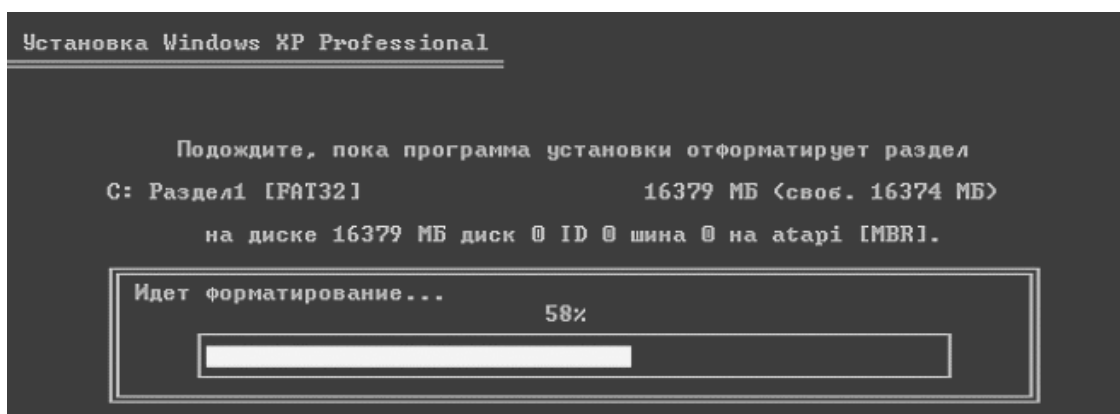 Установка Windows XP Professional
Подождите, пока программа установки отформатирует раздел
C: Раздел1 [FAT32] 16379 МБ (своб. 16374 МБ)
на диске 16379 МБ диск 0 ID 0 шина 0 на atapi [MBR].
Идет форматирование...
58%